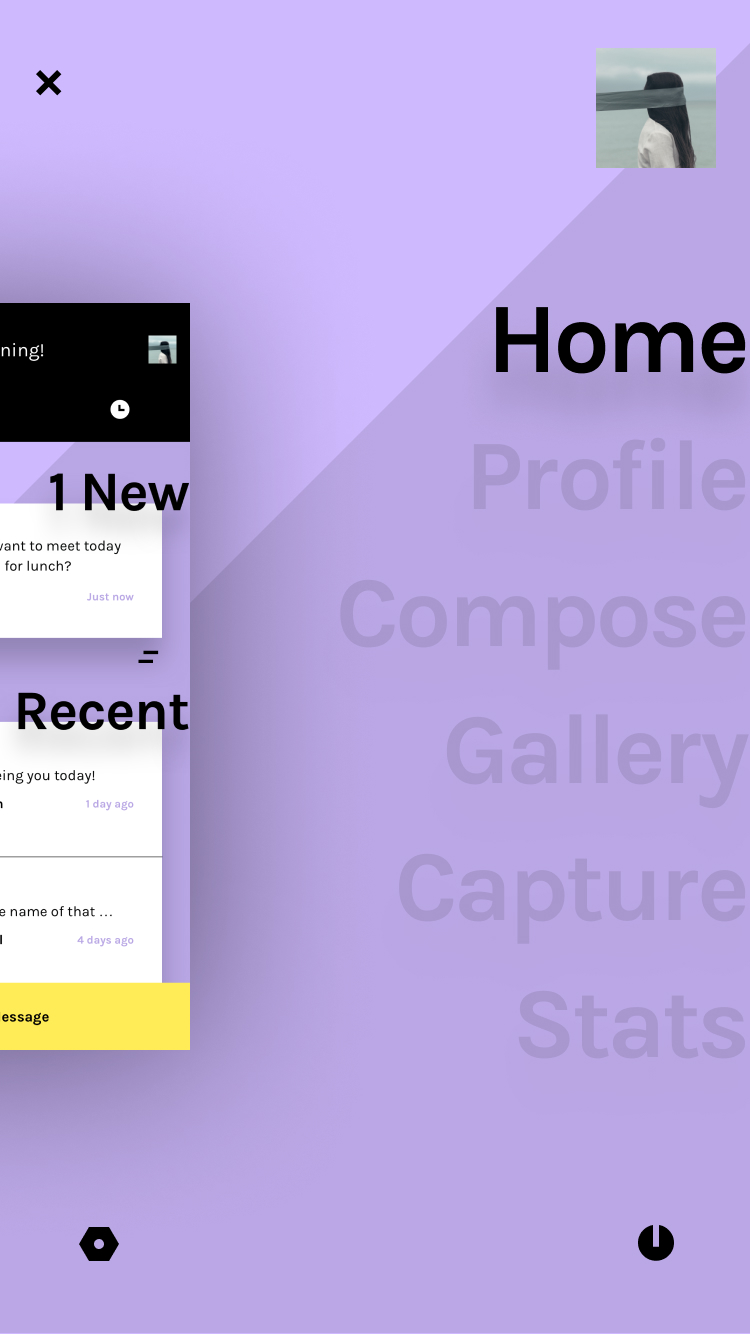 ning!
1 New
want to meet today
for lunch?
Just now
Recent
eing you today!
1 day ago
e name of that …
4 days ago
essage
Home
Profile
Compose
Gallery
Capture
Stats